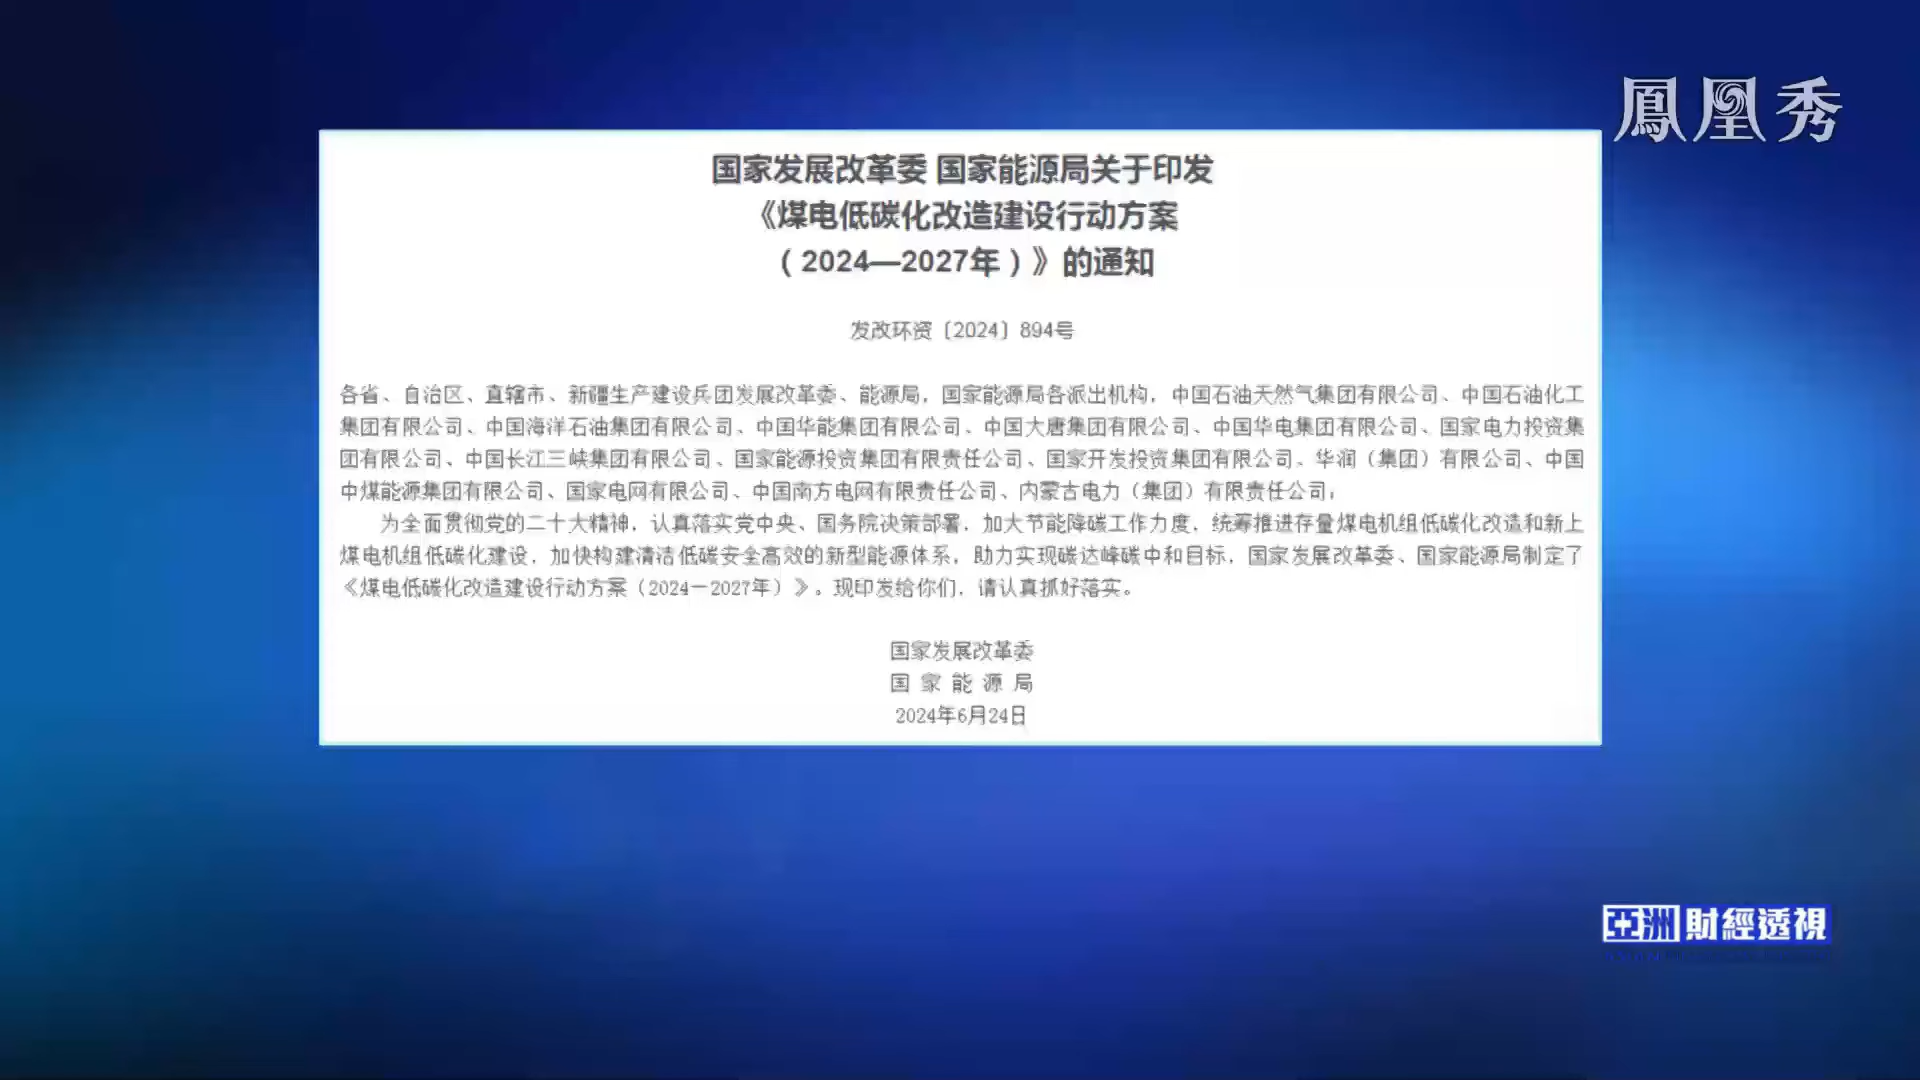 鳳凰秀
国家发展改革委 国家能源局关于印发
《煤电低碳化改造建设行动方案
（2024—2027年）》的通知
发改环资〔2024〕894号
各省、自治区、直辖市、新疆生产建设兵团发展改革委、能源局，国家能源局各派出机构，中国石油天然气集团有限公司、中国石油化工
集团有限公司、中国海洋石油集团有限公司、中国华能集团有限公司、中国大唐集团有限公司、中国华电集团有限公司、国家电力投资集
团有限公司、中国长江三峡集团有限公司、国家能源投资集团有限责任公司、国家开发投资集团有限公司、华润（集团）有限公司、中国
中煤能源集团有限公司、国家电网有限公司、中国南方电网有限责任公司、内蒙古电力（集团）有限责任公司：
为全面贯彻党的二十大精神，认真落实党中央、国务院决策部署，加大节能降碳工作力度，统筹推进存量煤电机组低碳化改造和新上
煤电机组低碳化建设，加快构建清洁低碳安全高效的新型能源体系，助力实现碳达峰碳中和目标，国家发展改革委、国家能源局制定了
《煤电低碳化改造建设行动方案（2024—2027年）》。现印发给你们，请认真抓好落实。
国家发展改革委
国 家 能 源 局
2024年6月24日
亞洲財經透視